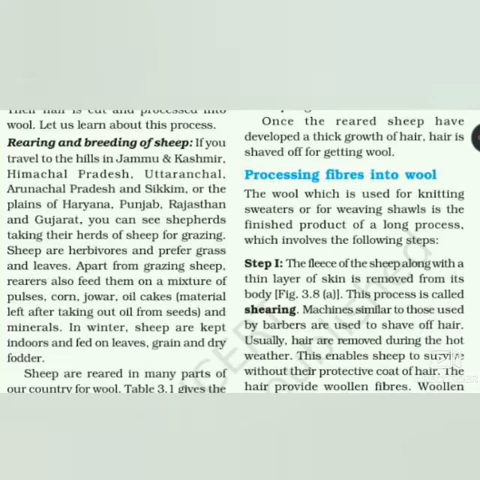 Their hair is cut and processed into
wool. Let us learn about this process.
Rearing and breeding of sheep: If you
travel to the hills in Jammu & Kashmir,
Himachal Pradesh, Uttaranchal,
Arunachal Pradesh and Sikkim, or the
plains of Haryana, Punjab, Rajasthan
and Gujarat, you can see shepherds
taking their herds of sheep for grazing.
Sheep are herbivores and prefer grass
and leaves. Apart from grazing sheep,
rearers also feed them on a mixture of
pulses, corn, jowar, oil cakes (material
left after taking out oil from seeds) and
minerals. In winter, sheep are kept
indoors and fed on leaves, grain and dry
fodder.
Sheep are reared in many parts of
our country for wool. Table 3.1 gives the
Once the reared sheep have
developed a thick growth of hair, hair is
shaved off for getting wool.
Processing fibres into wool
The wool which is used for knitting
sweaters or for weaving shawls is the
finished product of a long process,
which involves the following steps:
Step I: The fleece of the sheep along with a
thin layer of skin is removed from its
body [Fig. 3.8 (a)]. This process is called
shearing. Machines similar to those used
by barbers are used to shave off hair.
Usually, hair are removed during the hot
weather. This enables sheep to survive
without their protective coat of hair. The
hair provide woollen fibres. Woollen